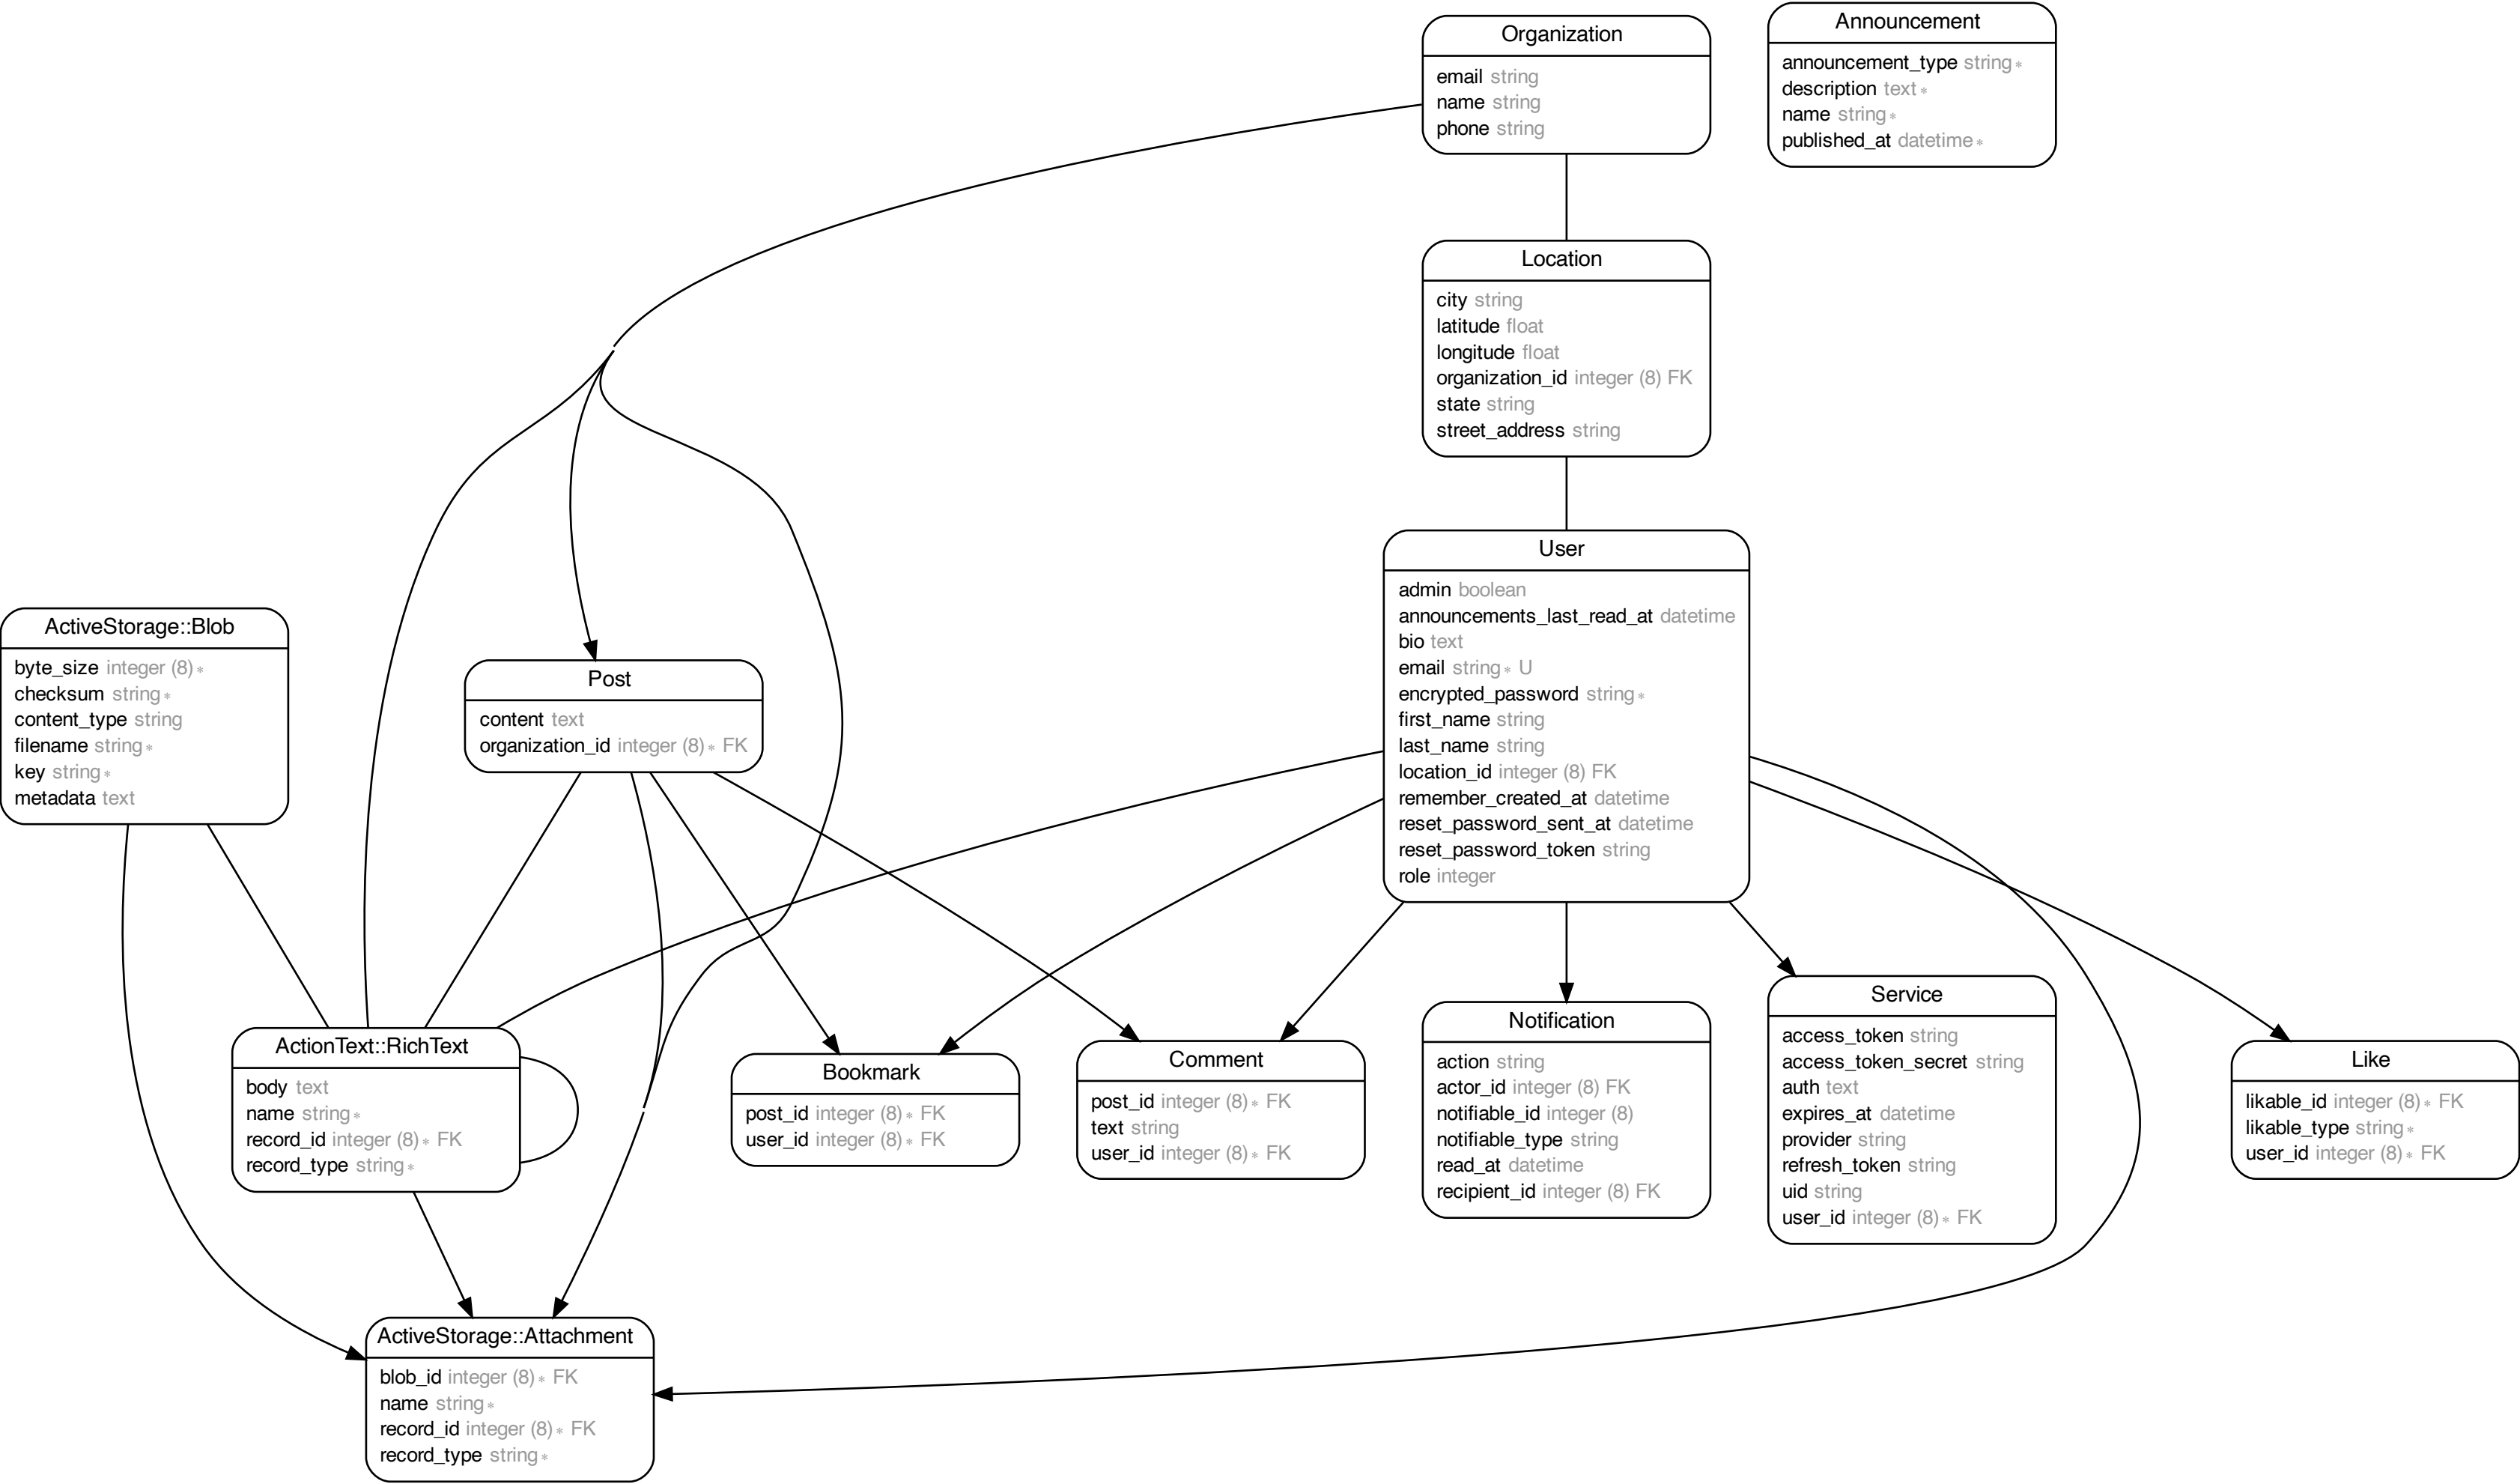 Organization
email string
name string
phone string
Announcement
announcement_type string*
description text*
name string*
published_at datetime*
Location
city string
latitude float
longitude float
organization_id integer (8) FK
state string
street_address string
User
admin boolean
announcements_last_read_at datetime
bio text
email string* U
encrypted_password string*
first_name string
last_name string
location_id integer (8) FK
remember_created_at datetime
reset_password_sent_at datetime
reset_password_token string
role integer
ActiveStorage::Blob
byte_size integer (8)*
checksum string*
content_type string
filename string*
key string*
metadata text
Post
content text
organization_id integer (8)* FK
ActionText::RichText
body text
name string*
record_id integer (8)* FK
record_type string*
Bookmark
post_id integer (8)* FK
user_id integer (8)* FK
Comment
post_id integer (8)* FK
text string
user_id integer (8)* FK
Notification
action string
actor_id integer (8) FK
notifiable_id integer (8)
notifiable_type string
read_at datetime
recipient_id integer (8) FK
Service
access_token string
access_token_secret string
auth text
expires_at datetime
provider string
refresh_token string
uid string
user_id integer (8)* FK
Like
likable_id integer (8)* FK
likable_type string*
user_id integer (8)* FK
ActiveStorage::Attachment
blob_id integer (8)* FK
name string*
record_id integer (8)* FK
record_type string*